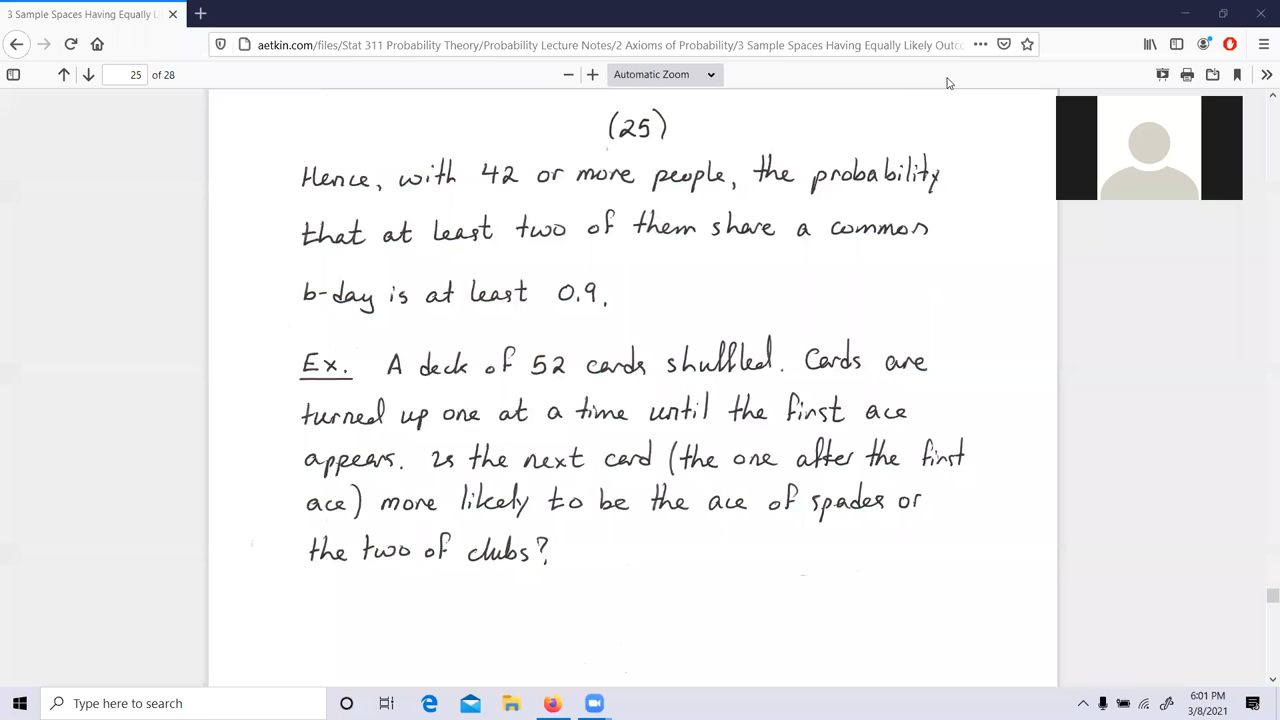 3 Sample Spaces Having Equally Li
aetkin.com/files/Stat 311 Probability Theory/Probability Lecture Notes/2 Axioms of Probability/3 Sample Spaces Having Equally Likely Outco
25 of 28
Automatic Zoom
(25)
Hence, with 42 or more people, the probability
that at least two of them share a common
b-day is at least 0.9.
Ex. A deck of 52 cards shuffled. Cards are
turned up one at a time until the first ace
appears. Is the next card (the one after the first
ace) more likely to be the ace of spades or
the two of clubs?
Type here to search
6:01 PM
3/8/2021